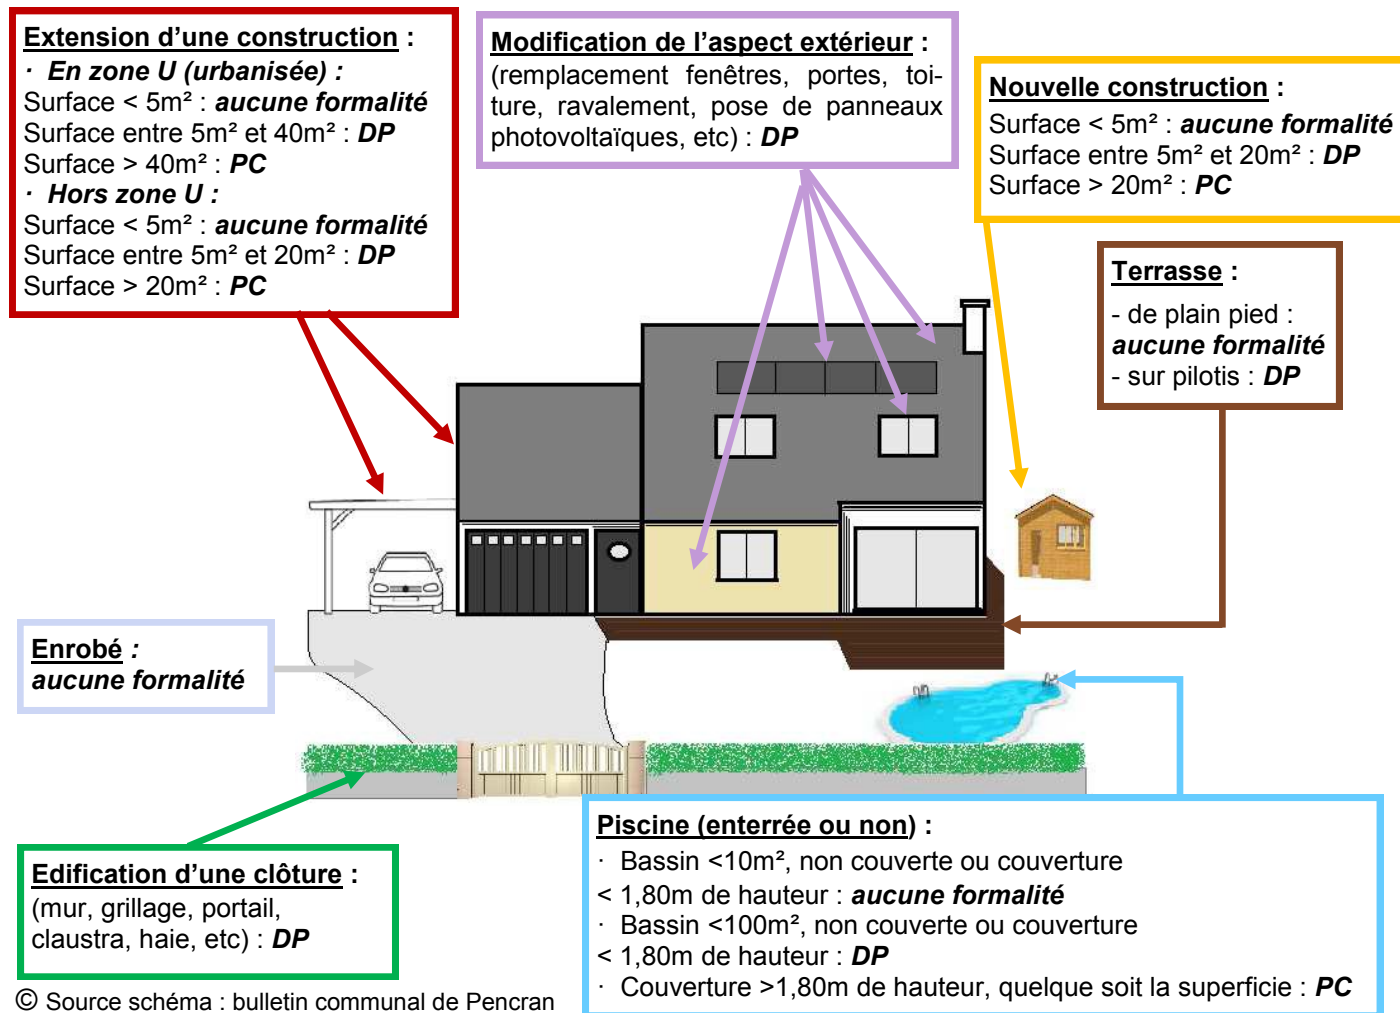 Extension d'une construction :
· En zone U (urbanisée) :
Surface < 5m² : aucune formalité
Surface entre 5m² et 40m² : DP
Surface > 40m² : PC
· Hors zone U :
Surface < 5m² : aucune formalité
Surface entre 5m² et 20m² : DP
Surface > 20m² : PC
Modification de l'aspect extérieur :
(remplacement fenêtres, portes, toi-
ture, ravalement, pose de panneaux
photovoltaïques, etc) : DP
Nouvelle construction :
Surface < 5m² : aucune formalité
Surface entre 5m² et 20m² : DP
Surface > 20m² : PC
Terrasse :
- de plain pied :
aucune formalité
- sur pilotis : DP
Enrobé :
aucune formalité
Edification d'une clôture :
(mur, grillage, portail,
claustra, haie, etc) : DP
Piscine (enterrée ou non) :
· Bassin <10m², non couverte ou couverture
< 1,80m de hauteur : aucune formalité
· Bassin <100m², non couverte ou couverture
< 1,80m de hauteur : DP
· Couverture >1,80m de hauteur, quelque soit la superficie : PC
© Source schéma : bulletin communal de Pencran